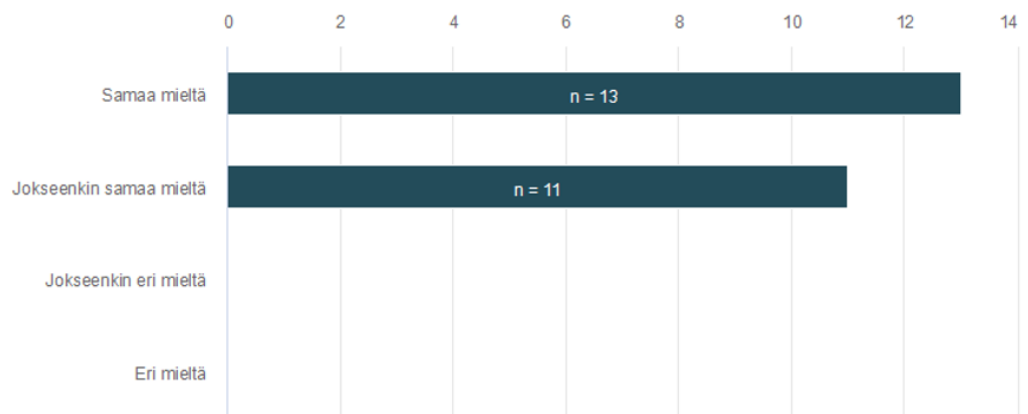 0 2 4 6 8 10 12 14
Samaa mieltä
n = 13
Jokseenkin samaa mieltä
n = 11
Jokseenkin eri mieltä
Eri mieltä